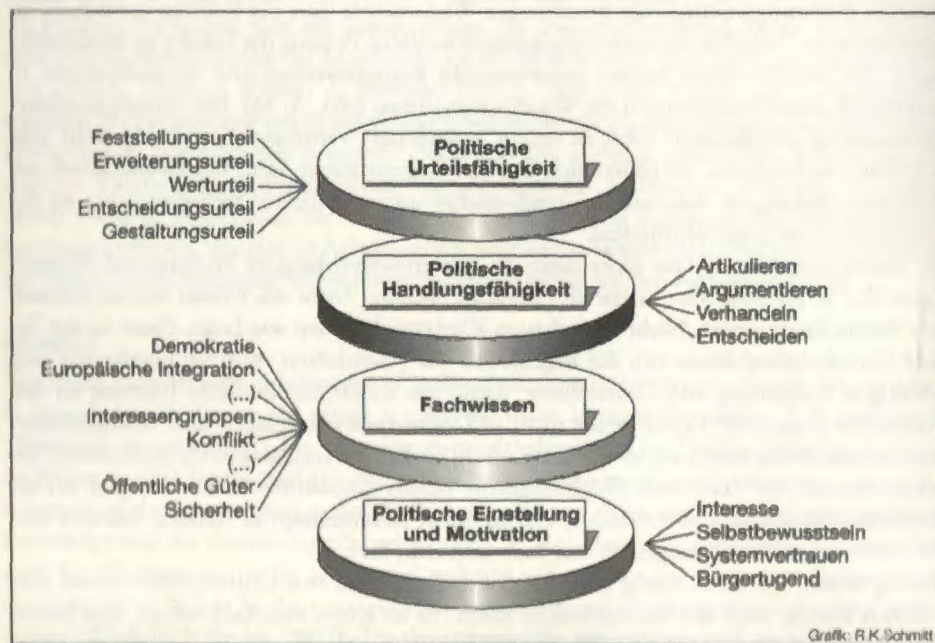 Feststellungsurteil
Erweiterungsurteil
Werturteil
Entscheidungsurteil
Gestaltungsurteil
Politische
Urteilsfähigkeit
Politische
Handlungsfähigkeit
Artikulieren
Argumentieren
Verhandeln
Entscheiden
Demokratie
Europäische Integration
(...)
Interessengruppen
Konflikt
(...)
Öffentliche Güter
Sicherheit
Fachwissen
Politische Einstellung
und Motivation
Interesse
Selbstbewusstsein
Systemvertrauen
Bürgertugend
Grafik: R.K.Schmitt